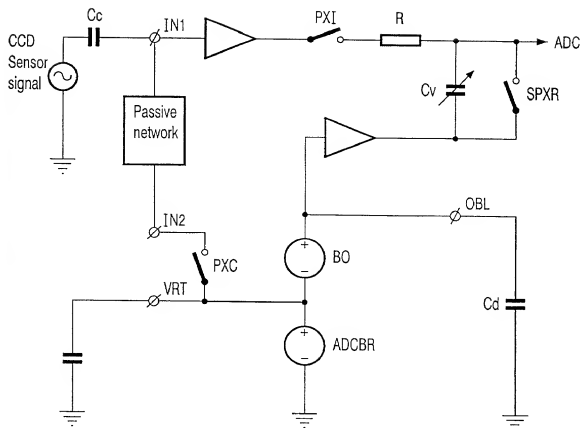 Cc
IN1
PXI
R
ADC
CCD
Sensor
signal
Cv
SPXR
Passive
network
IN2
OBL
PXC
BO
VRT
Cd
ADCBR
+
−
+
−